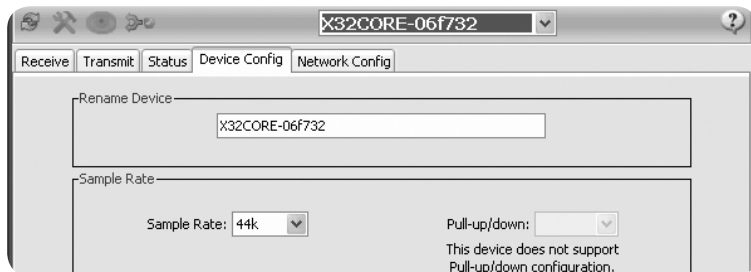 X32CORE-06f732
?
Receive Transmit Status Device Config Network Config
Rename Device
X32CORE-06f732
Sample Rate
Sample Rate: 44k
Pull-up/down:
This device does not support
Pull-up/down configuration.